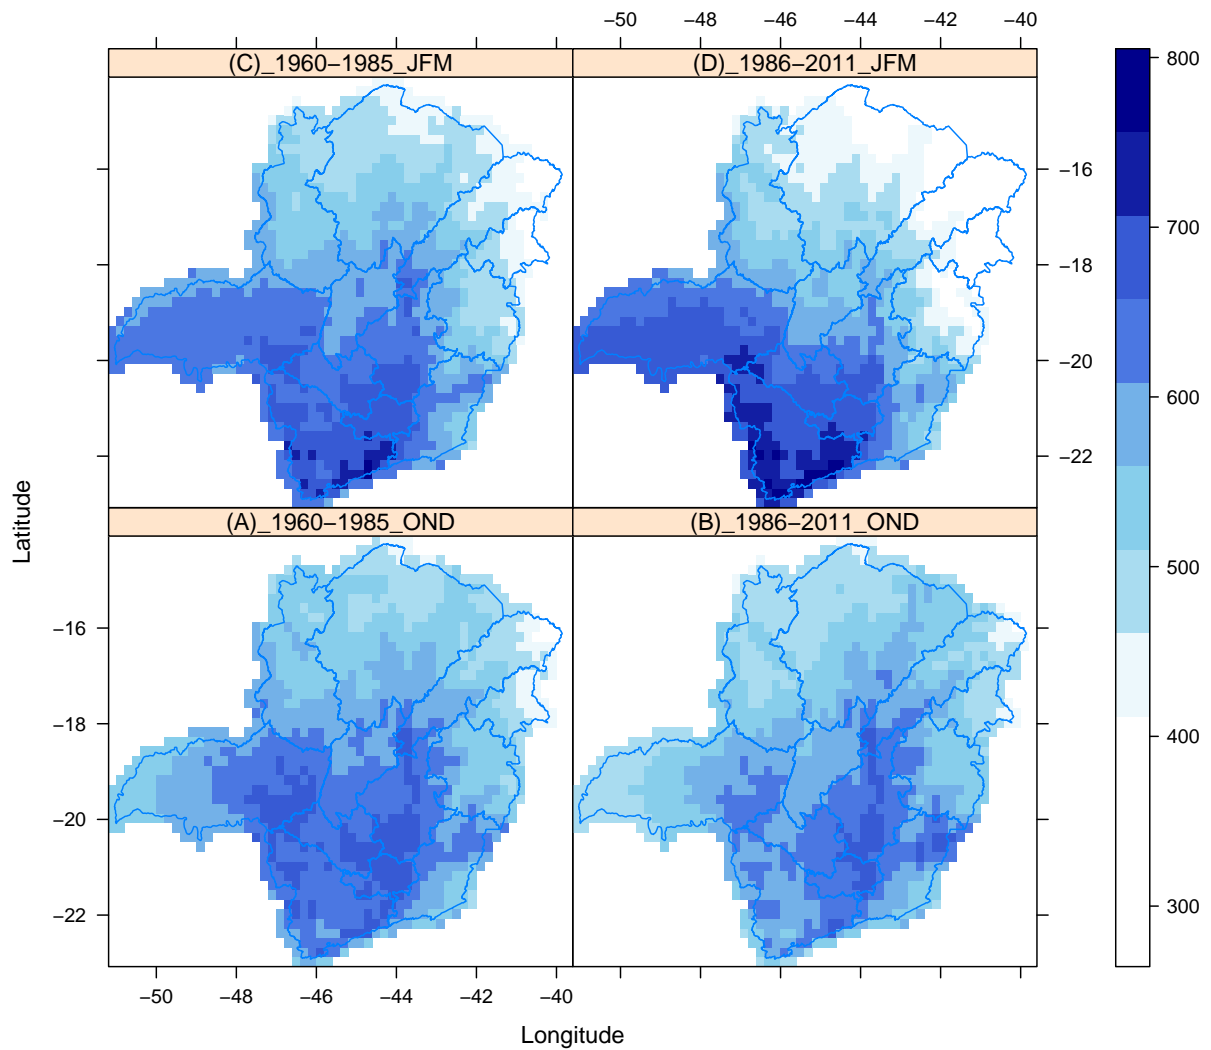 −50 −48 −46 −44 −42 −40
(C)_1960−1985_JFM
(D)_1986−2011_JFM
−16
−18
−20
−22
(A)_1960−1985_OND
(B)_1986−2011_OND
−16
−18
−20
−22
−50 −48 −46 −44 −42 −40
Latitude
Longitude
800
700
600
500
400
300